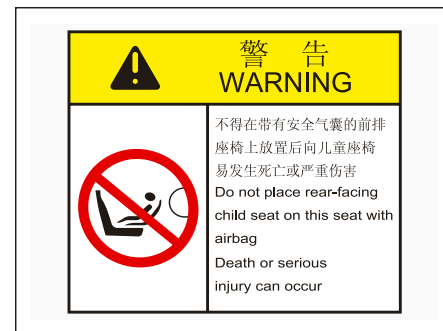 警 告
WARNING
不得在带有安全气囊的前排
座椅上放置后向儿童座椅
易发生死亡或严重伤害
Do not place rear-facing
child seat on this seat with
airbag
Death or serious
injury can occur